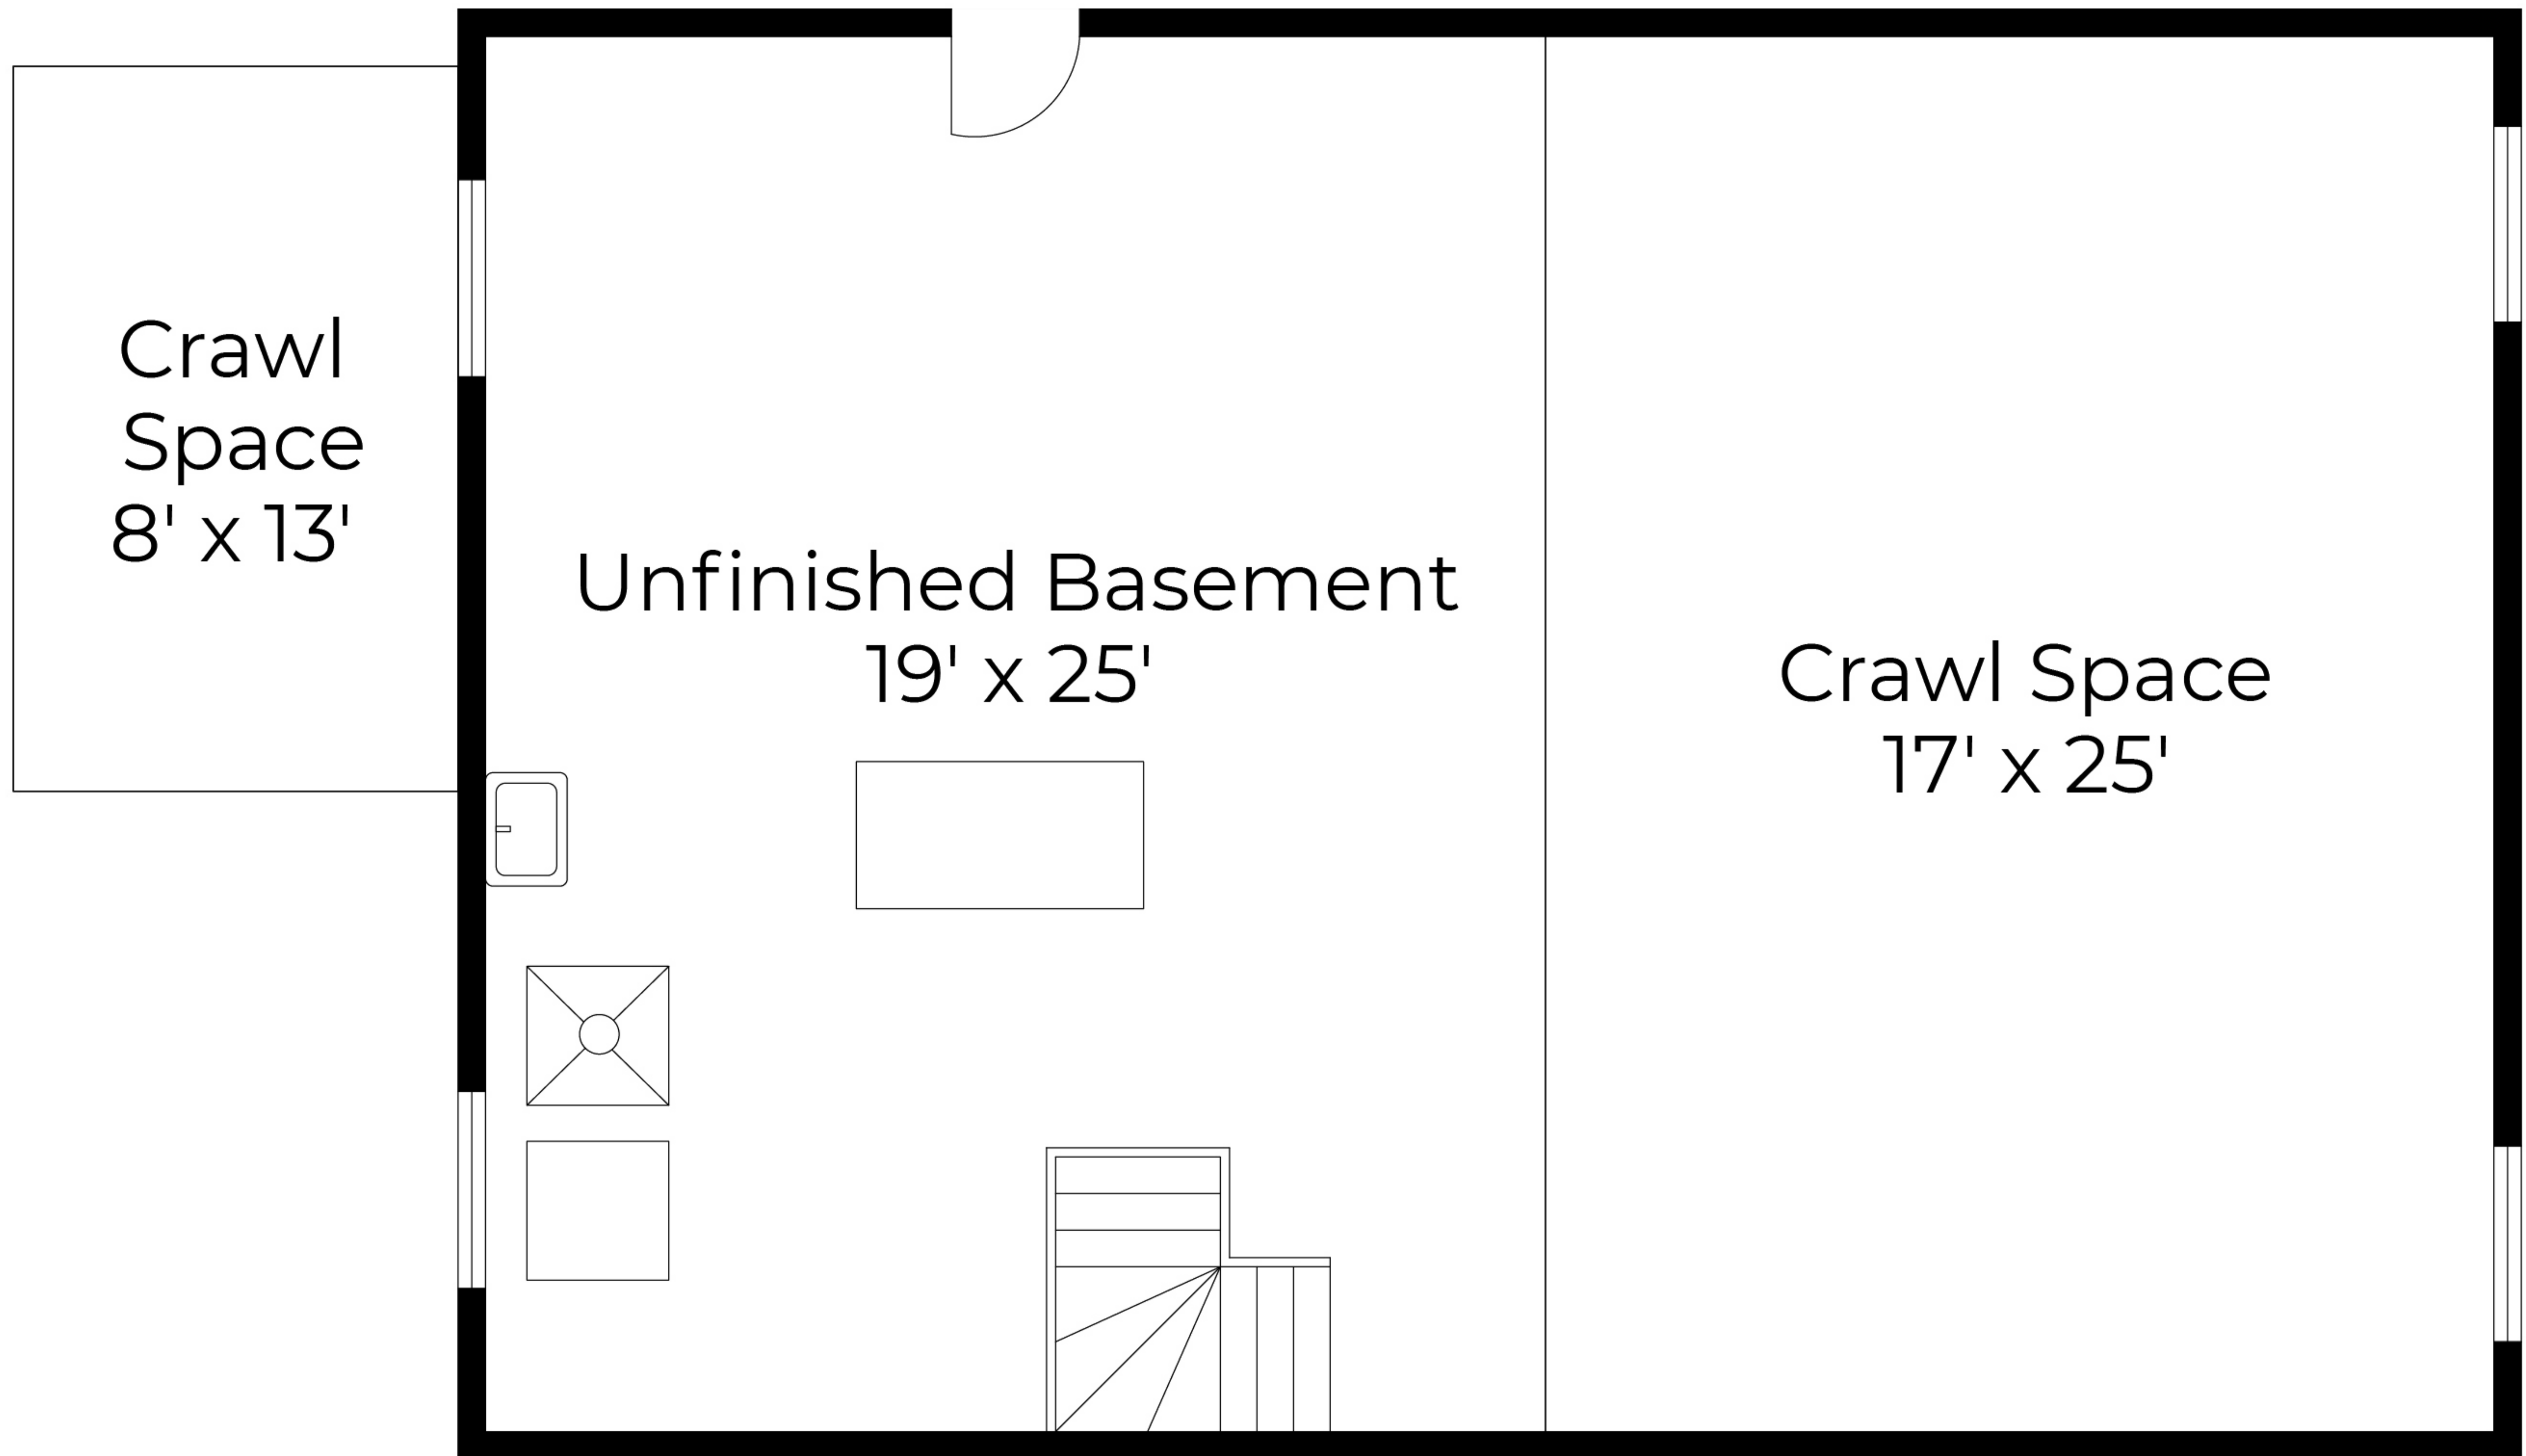 Crawl
Space
8' x 13'
Unfinished Basement
19' x 25'
Crawl Space
17' x 25'